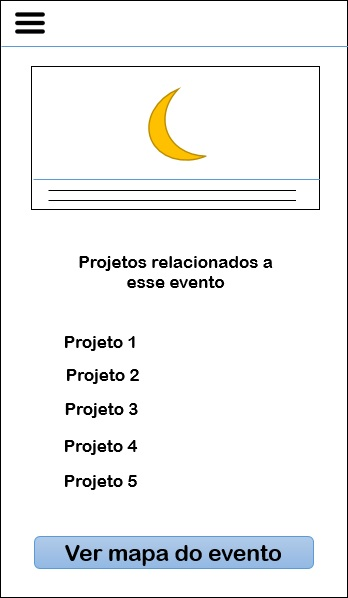 Projetos relacionados a
esse evento
Projeto 1
Projeto 2
Projeto 3
Projeto 4
Projeto 5
Ver mapa do evento